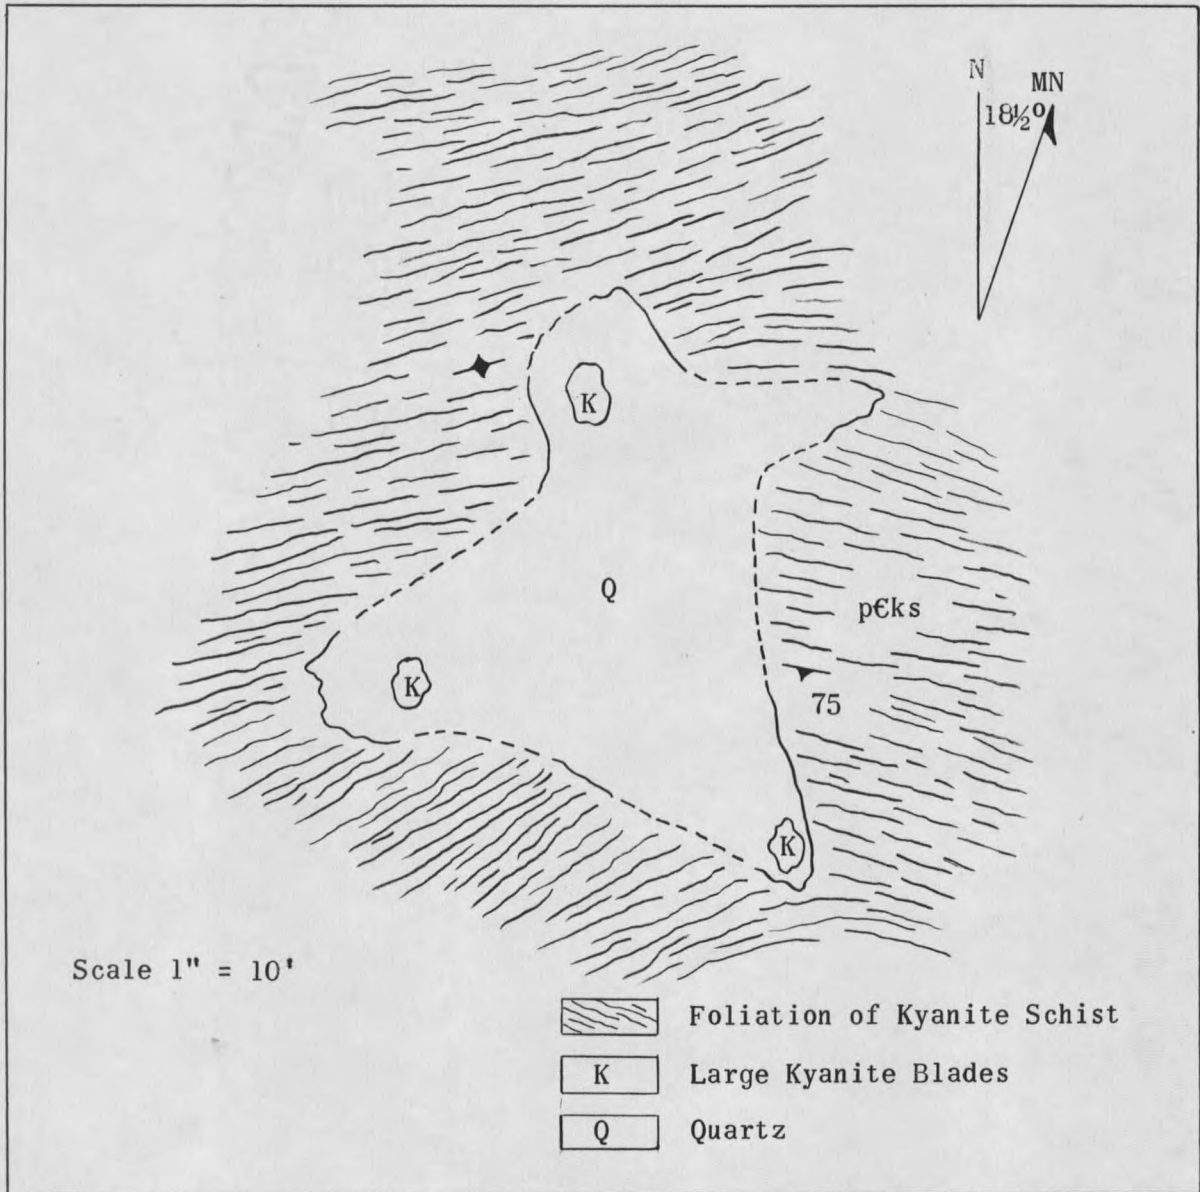 N
MN
18½°
K
Q
p€ks
K
75
K
Scale 1" = 10'
Foliation of Kyanite Schist
K Large Kyanite Blades
Q Quartz